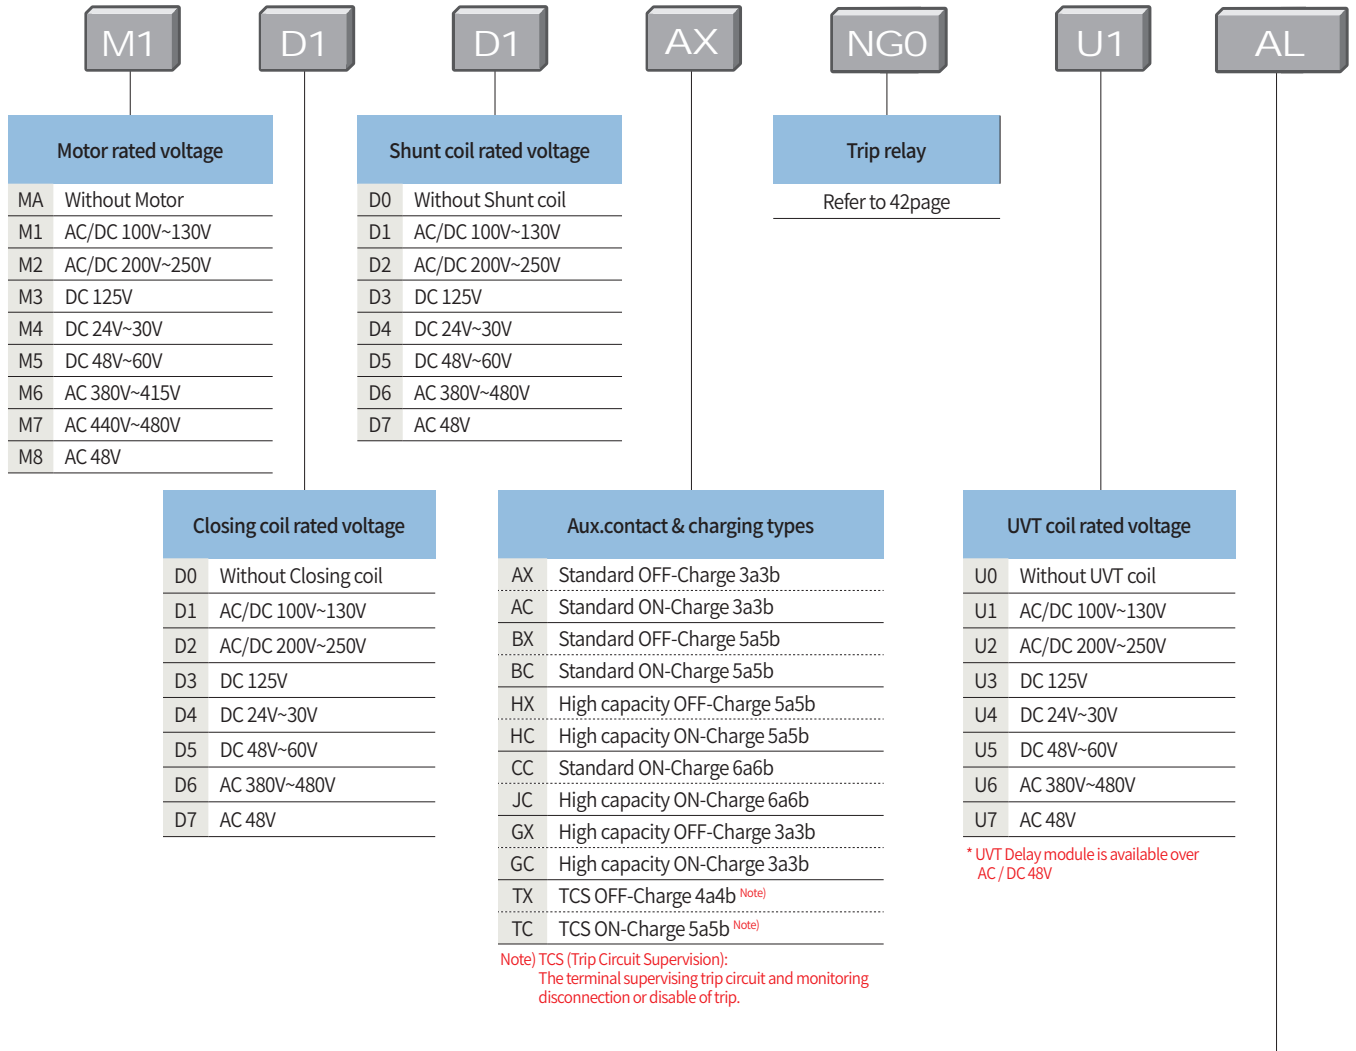 M1 D1 D1 AX NG0 U1 AL
Motor rated voltage
MA Without Motor
M1 AC/DC 100V~130V
M2 AC/DC 200V~250V
M3 DC 125V
M4 DC 24V~30V
M5 DC 48V~60V
M6 AC 380V~415V
M7 AC 440V~480V
M8 AC 48V
Shunt coil rated voltage
D0 Without Shunt coil
D1 AC/DC 100V~130V
D2 AC/DC 200V~250V
D3 DC 125V
D4 DC 24V~30V
D5 DC 48V~60V
D6 AC 380V~480V
D7 AC 48V
Trip relay
Refer to 42page
Closing coil rated voltage
D0 Without Closing coil
D1 AC/DC 100V~130V
D2 AC/DC 200V~250V
D3 DC 125V
D4 DC 24V~30V
D5 DC 48V~60V
D6 AC 380V~480V
D7 AC 48V
Aux.contact & charging types
AX Standard OFF-Charge 3a3b
AC Standard ON-Charge 3a3b
BX Standard OFF-Charge 5a5b
BC Standard ON-Charge 5a5b
HX High capacity OFF-Charge 5a5b
HC High capacity ON-Charge 5a5b
CC Standard ON-Charge 6a6b
JC High capacity ON-Charge 6a6b
GX High capacity OFF-Charge 3a3b
GC High capacity ON-Charge 3a3b
TX TCS OFF-Charge 4a4b Note)
TC TCS ON-Charge 5a5b Note)
Note) TCS (Trip Circuit Supervision):
The terminal supervising trip circuit and monitoring
disconnection or disable of trip.
UVT coil rated voltage
U0 Without UVT coil
U1 AC/DC 100V~130V
U2 AC/DC 200V~250V
U3 DC 125V
U4 DC 24V~30V
U5 DC 48V~60V
U6 AC 380V~480V
U7 AC 48V
* UVT Delay module is available over
AC / DC 48V